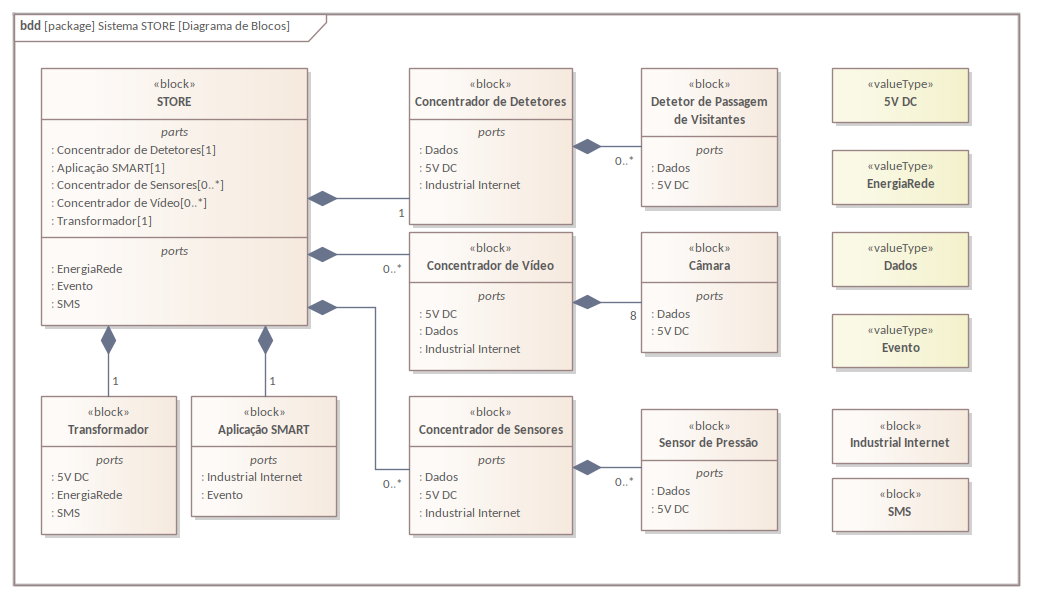 bdd [package] Sistema STORE [Diagrama de Blocos]
«block»
STORE
parts
: Concentrador de Detetores[1]
: Aplicação SMART[1]
: Concentrador de Sensores[0..*]
: Concentrador de Vídeo[0..*]
: Transformador[1]
ports
: EnergiaRede
: Evento
: SMS
1
0..*
0..*
1
1
«block»
Transformador
ports
: 5V DC
: EnergiaRede
: SMS
«block»
Aplicação SMART
ports
: Industrial Internet
: Evento
«block»
Concentrador de Detetores
ports
: Dados
: 5V DC
: Industrial Internet
0..*
«block»
Detetor de Passagem
de Visitantes
ports
: Dados
: 5V DC
«block»
Concentrador de Vídeo
ports
: 5V DC
: Dados
: Industrial Internet
8
«block»
Câmara
ports
: Dados
: 5V DC
«block»
Concentrador de Sensores
ports
: Dados
: 5V DC
: Industrial Internet
0..*
«block»
Sensor de Pressão
ports
: Dados
: 5V DC
«valueType»
5V DC
«valueType»
EnergiaRede
«valueType»
Dados
«valueType»
Evento
«block»
Industrial Internet
«block»
SMS